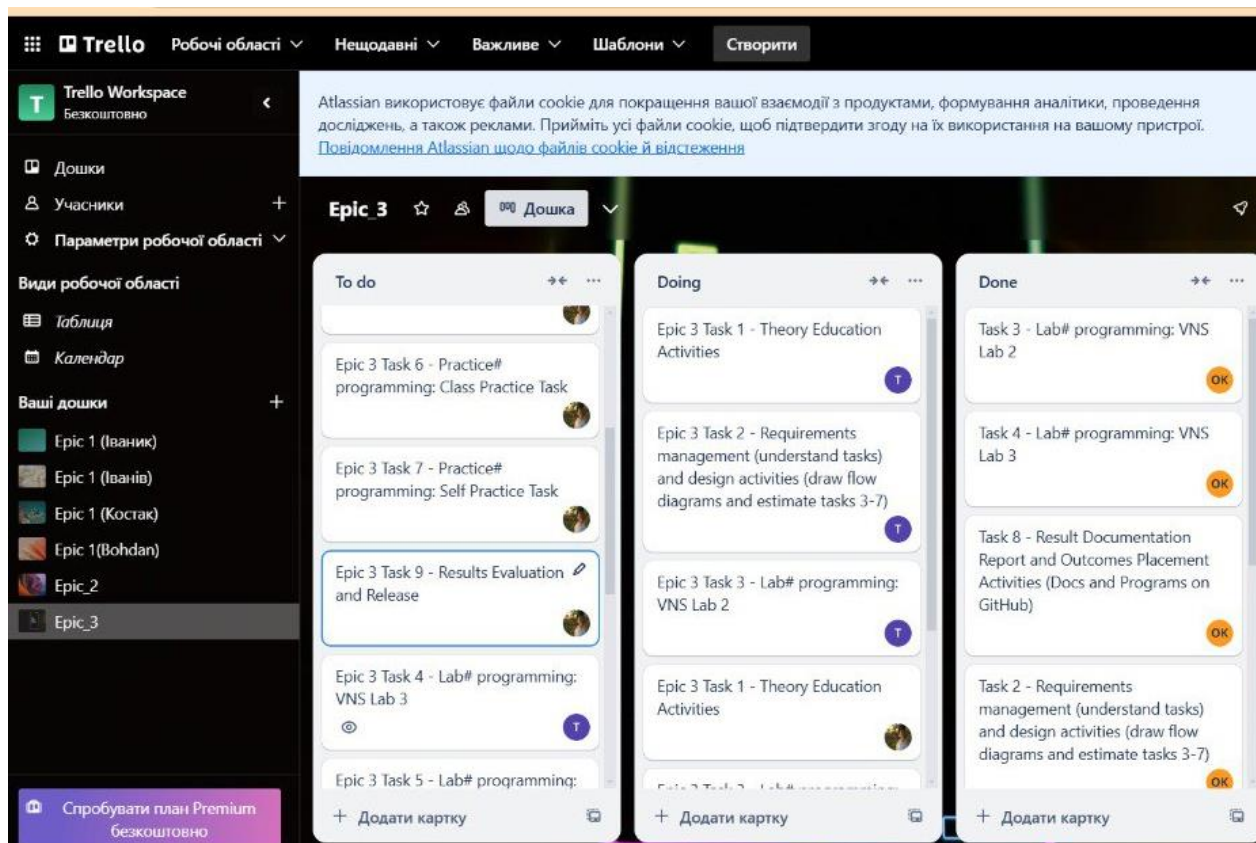 Trello
Робочі області
Нещодавні
Важливе
Шаблони
Створити
T
Trello Workspace
Безкоштовно
Дошки
Учасники
Параметри робочої області
Види робочої області
Таблиця
Календар
Ваші дошки
Epic 1 (Іваник)
Epic 1 (Іванів)
Epic 1 (Костак)
Epic 1(Bohdan)
Epic_2
Epic_3
Спробувати план Premium
безкоштовно
Atlassian використовує файли cookie для покращення вашої взаємодії з продуктами, формування аналітики, проведення
досліджень, а також реклами. Прийміть усі файли cookie, щоб підтвердити згоду на їх використання на вашому пристрої.
Повідомлення Atlassian щодо файлів cookie й відстеження
Epic_3
Дошка
To do
Epic 3 Task 6 - Practice#
programming: Class Practice Task
Epic 3 Task 7 - Practice#
programming: Self Practice Task
Epic 3 Task 9 - Results Evaluation
and Release
Epic 3 Task 4 - Lab# programming:
VNS Lab 3
T
Epic 3 Task 5 - Lab# programming:
+ Додати картку
Doing
Epic 3 Task 1 - Theory Education
Activities
T
Epic 3 Task 2 - Requirements
management (understand tasks)
and design activities (draw flow
diagrams and estimate tasks 3-7)
T
Epic 3 Task 3 - Lab# programming:
VNS Lab 2
T
Epic 3 Task 1 - Theory Education
Activities
+ Додати картку
Done
Task 3 - Lab# programming: VNS
Lab 2
OK
Task 4 - Lab# programming: VNS
Lab 3
OK
Task 8 - Result Documentation
Report and Outcomes Placement
Activities (Docs and Programs on
GitHub)
OK
Task 2 - Requirements
management (understand tasks)
and design activities (draw flow
diagrams and estimate tasks 3-7)
OK
+ Додати картку